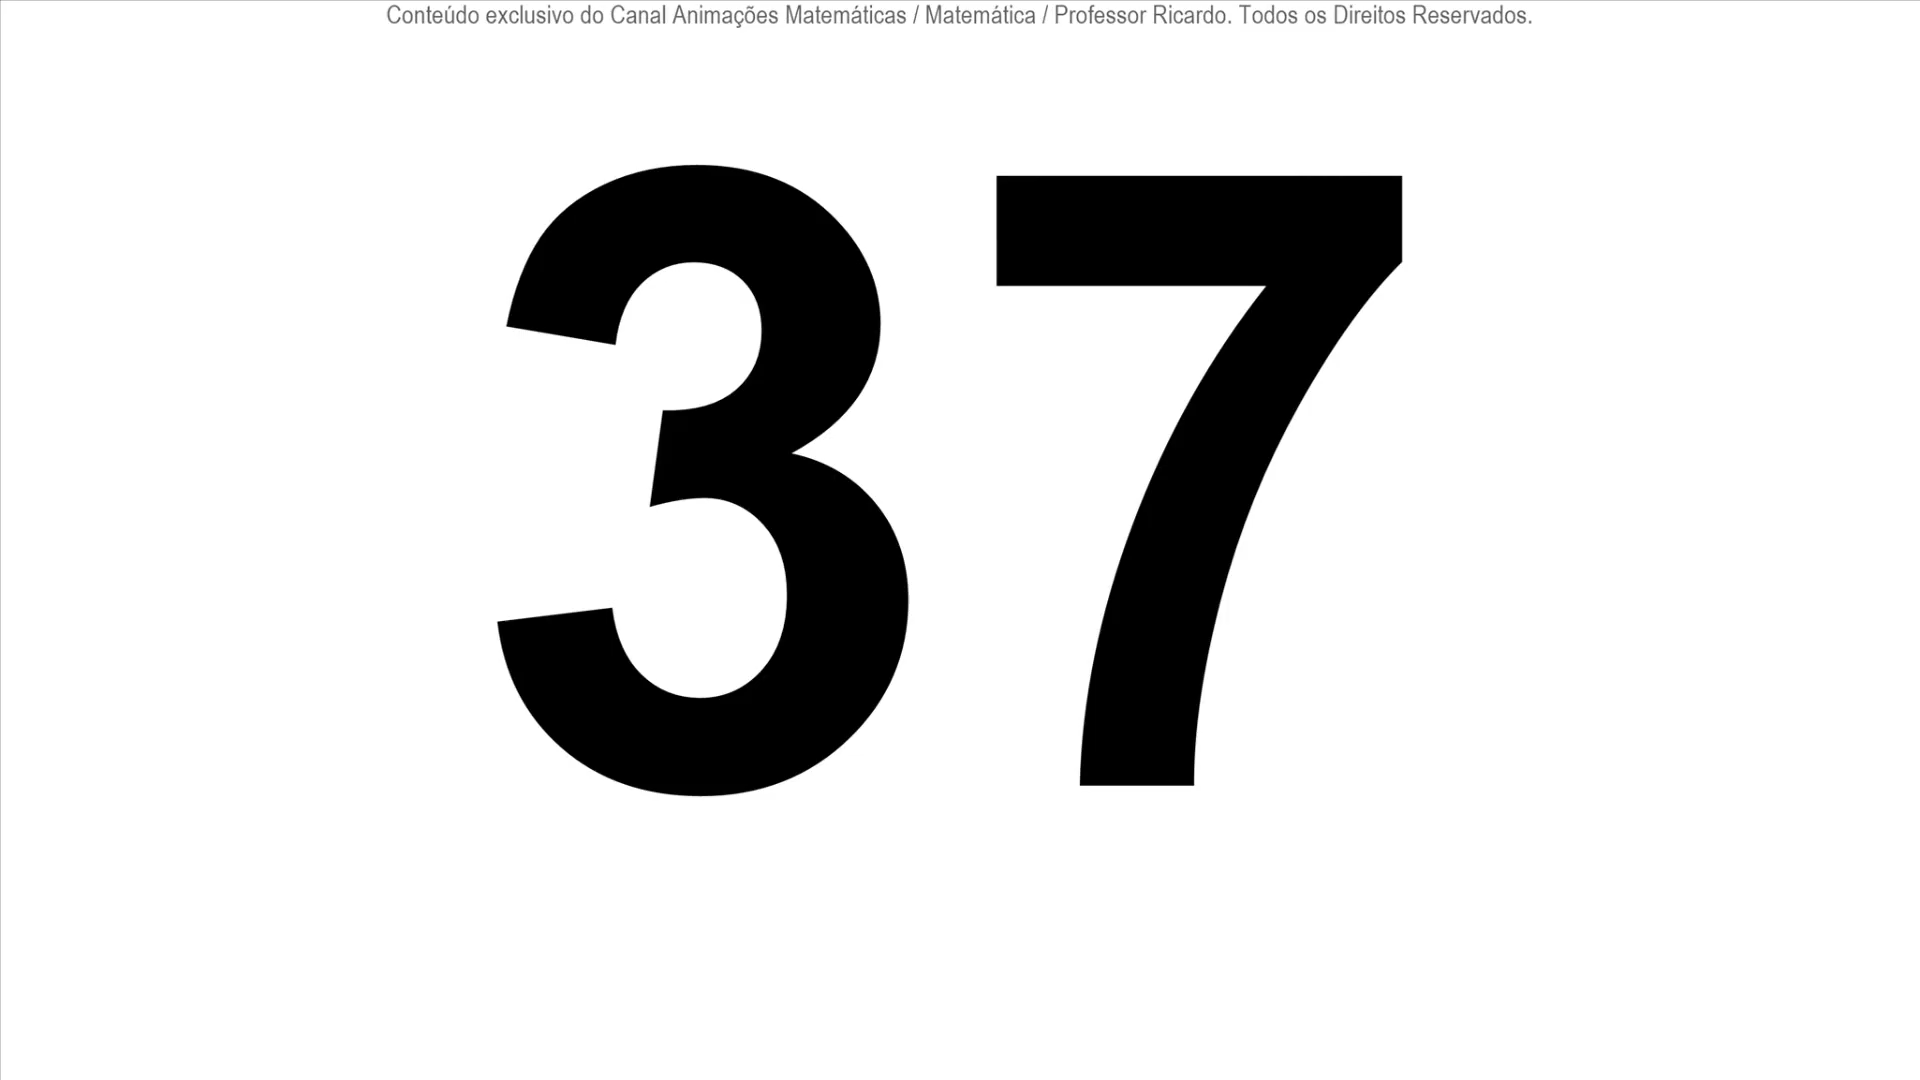 Conteúdo exclusivo do Canal Animações Matemáticas / Matemática / Professor Ricardo. Todos os Direitos Reservados.
37